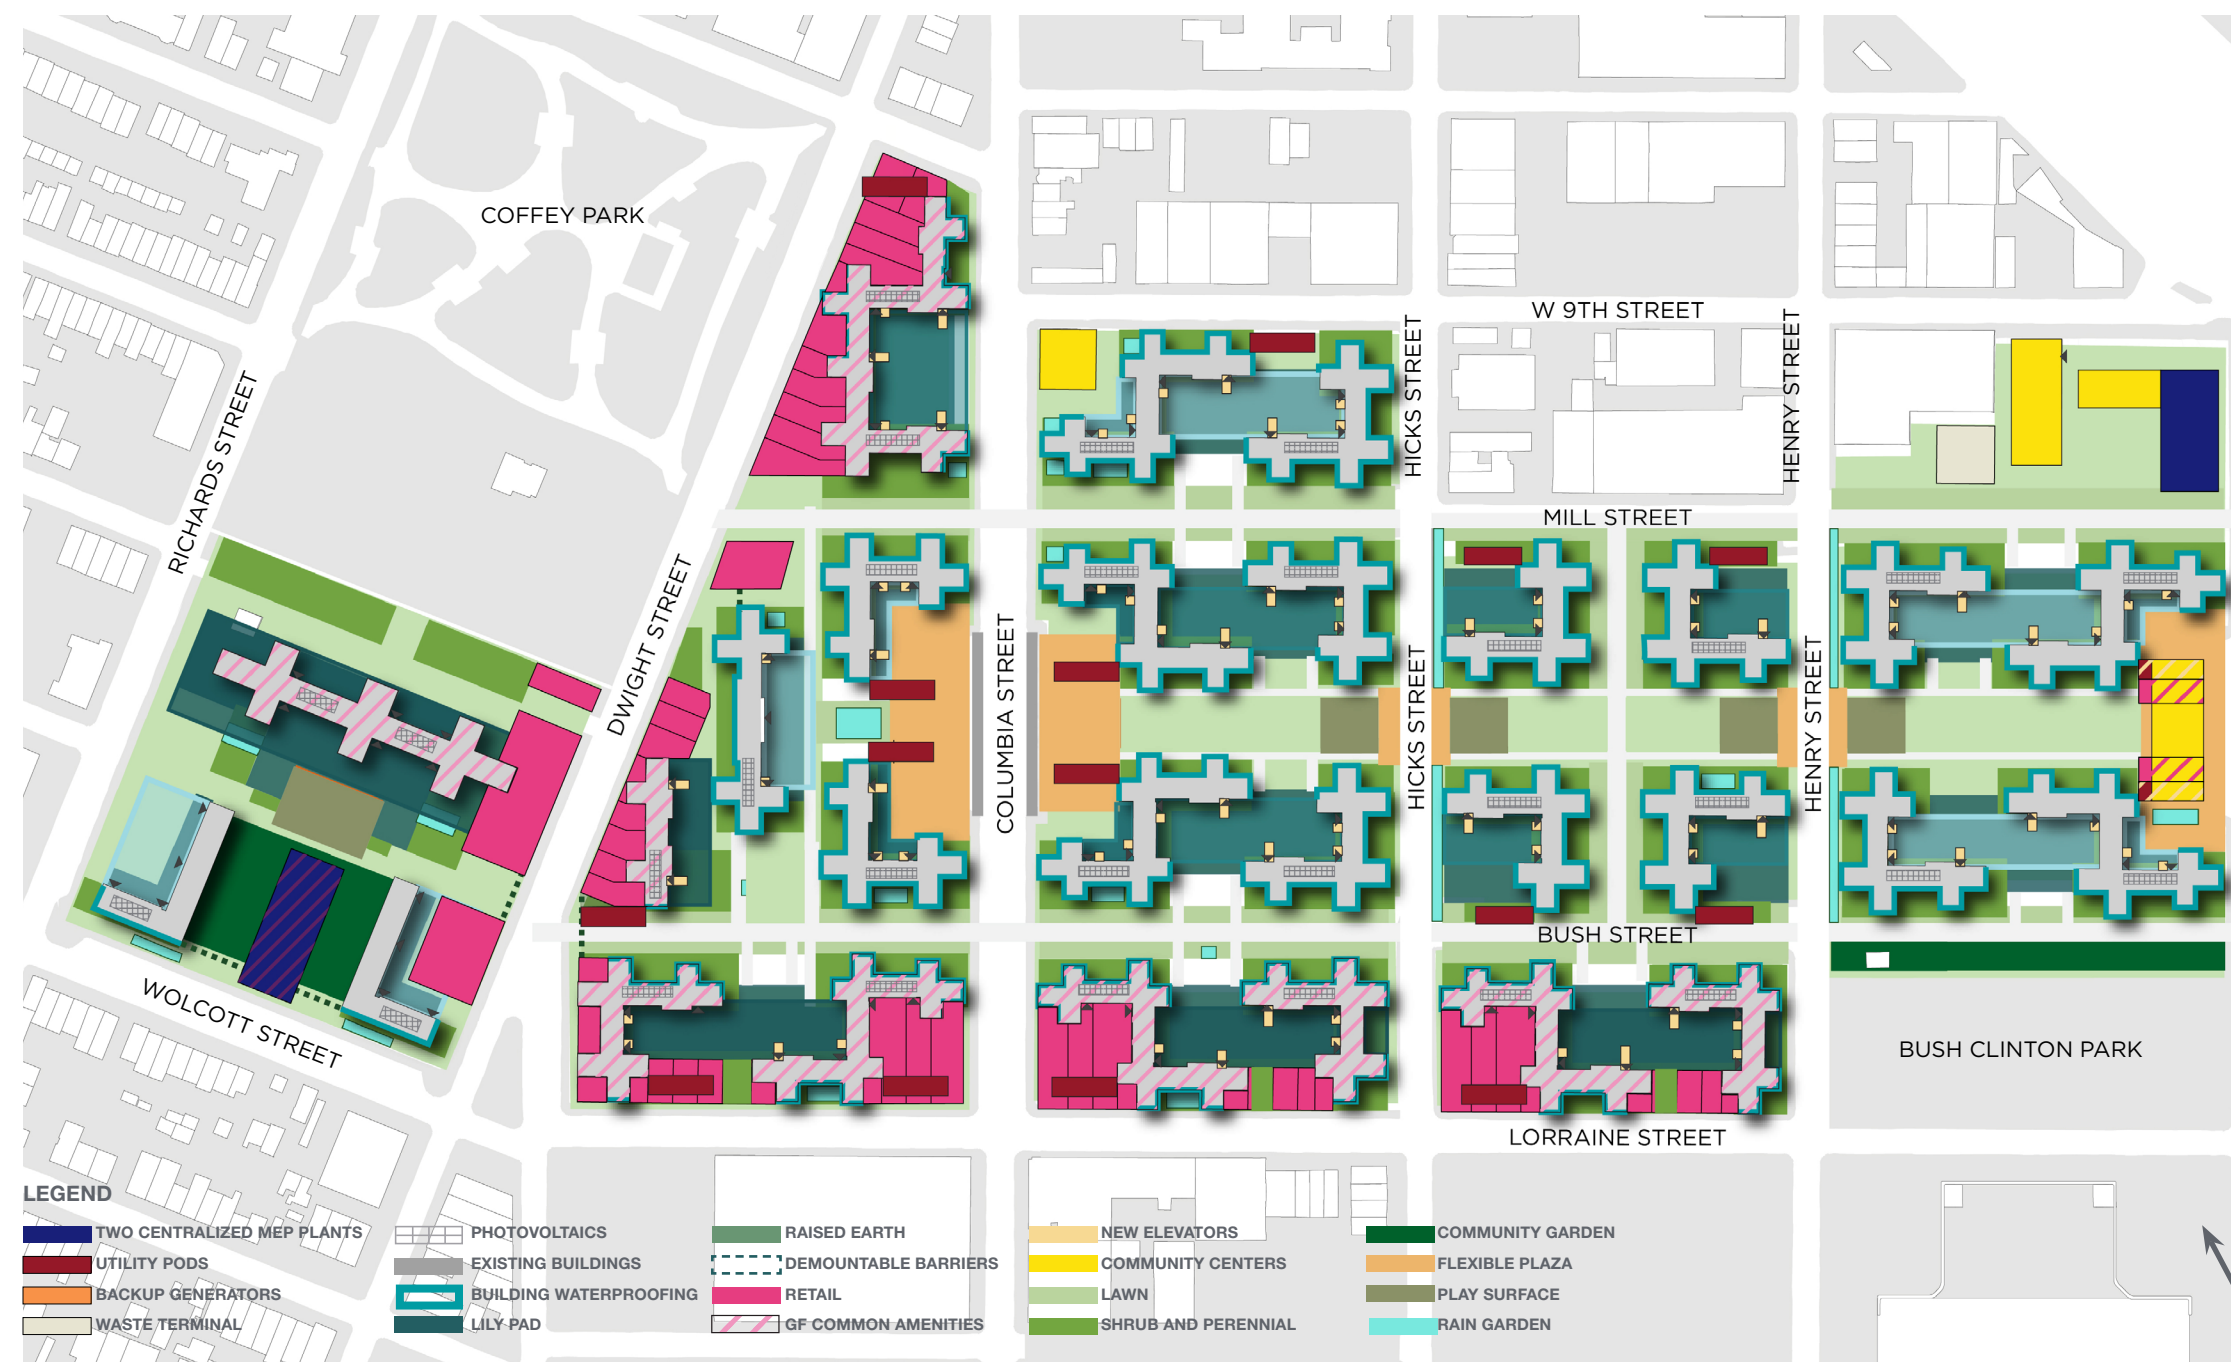 COFFEY PARK
W 9TH STREET
HICKS STREET
HENRY STREET
RICHARDS STREET
MILL STREET
DWIGHT STREET
COLUMBIA STREET
HICKS STREET
HENRY STREET
BUSH STREET
WOLCOTT STREET
BUSH CLINTON PARK
LORRAINE STREET
LEGEND
TWO CENTRALIZED MEP PLANTS
UTILITY PODS
BACKUP GENERATORS
WASTE TERMINAL
PHOTOVOLTAICS
EXISTING BUILDINGS
BUILDING WATERPROOFING
LILY PAD
RAISED EARTH
DEMOUNTABLE BARRIERS
RETAIL
GF COMMON AMENITIES
NEW ELEVATORS
COMMUNITY CENTERS
LAWN
SHRUB AND PERENNIAL
COMMUNITY GARDEN
FLEXIBLE PLAZA
PLAY SURFACE
RAIN GARDEN